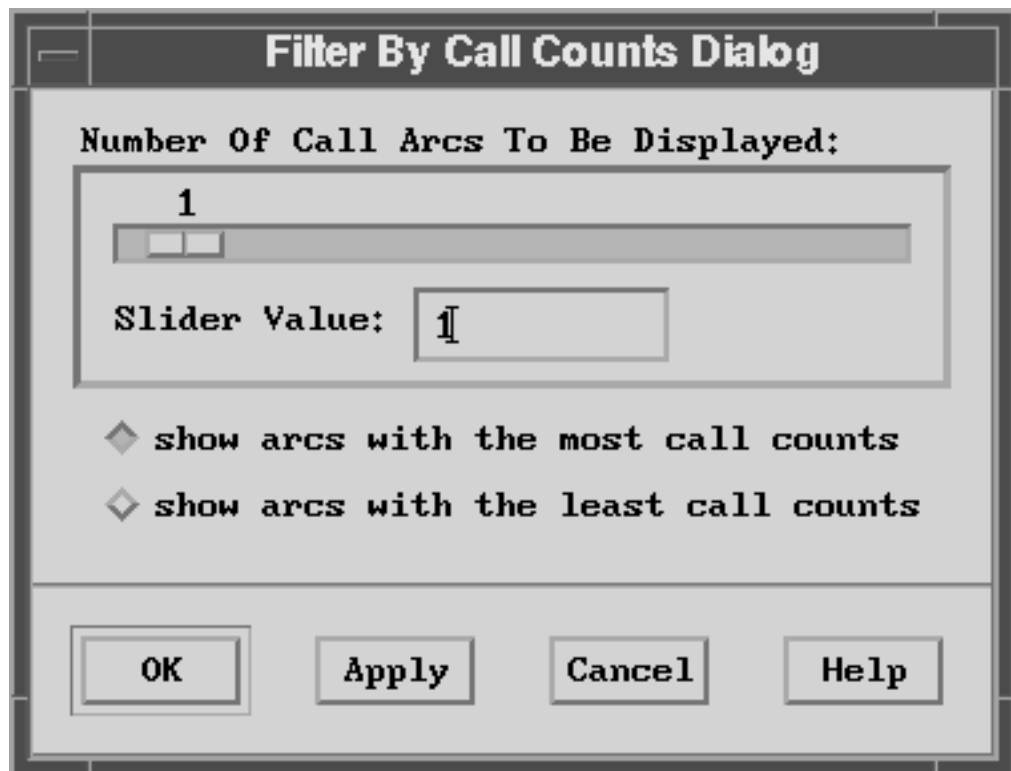 Filter By Call Counts Dialog
Number Of Call Arcs To Be Displayed:
1
Slider Value: 1
show arcs with the most call counts
show arcs with the least call counts
OK Apply Cancel Help